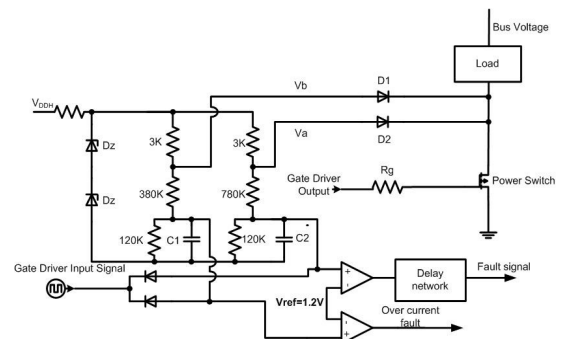 Bus Voltage
Load
D1
Vb
VDDH
3K
3K
Va
D2
Dz
Rg
Gate Driver
Output
Power Switch
Dz
380K
780K
120K
C1
120K
C2
Gate Driver Input Signal
Vref=1.2V
+
-
Delay
network
Fault signal
-
+
Over current
fault